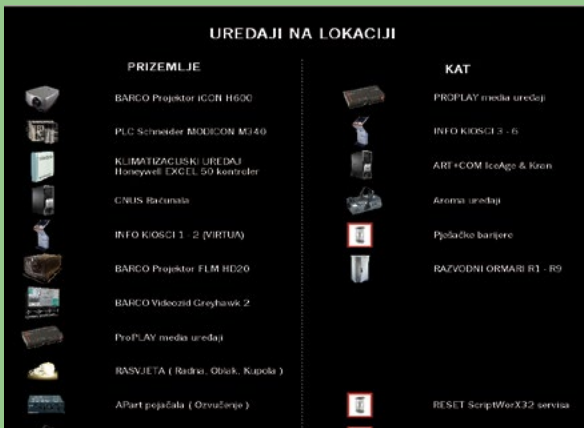 UREDAJI NA LOKACIJI
PRIZEMLJE
BARCO Projektor iCON H600
PLC Schneider MODICON M340
KLIMATIZACIJSKI UREDAJ
Honeywell EXCEL 50 kontroler
CNUS Računala
INFO KIOSCI 1 - 2 (VIRTUA)
BARCO Projektor FLM HD20
BARCO Videozid Greyhawk 2
ProPLAY media uređaji
RASVJETA ( Radna, Oblak, Kupola )
APart pojačala ( Ozvučenje )
KAT
PROPLAY media uređaji
INFO KIOSCI 3 - 6
ART+COM IceAge & Kran
Aroma uređaji
Pješačke barijere
RAZVODNI ORMARI R1 - R9
RESET ScriptWorX32 servisa